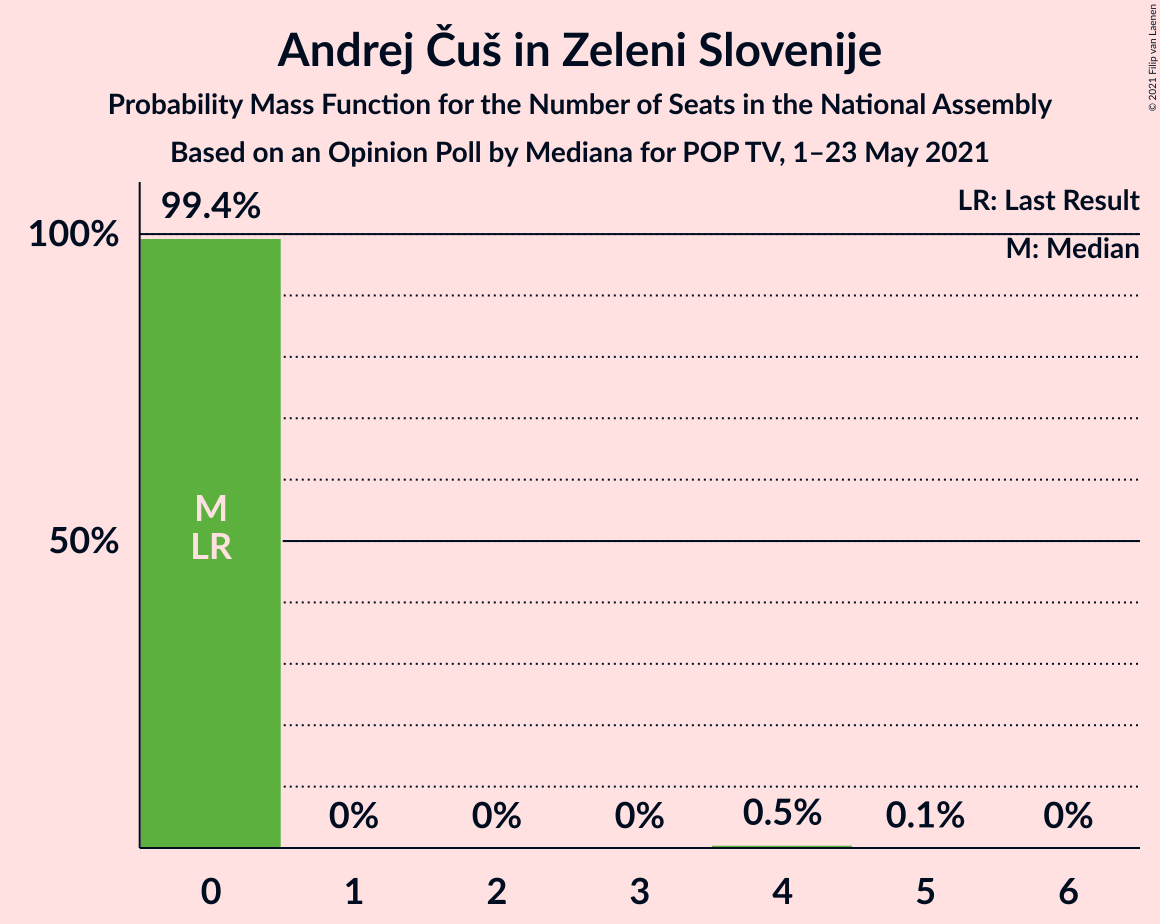 Andrej Čuš in Zeleni Slovenije
Probability Mass Function for the Number of Seats in the National Assembly
Based on an Opinion Poll by Mediana for POP TV, 1–23 May 2021
© 2021 Filip van Laenen
LR: Last Result
M: Median
99.4%
100%
50%
M
LR
0% 0% 0% 0.5% 0.1% 0%
0 1 2 3 4 5 6